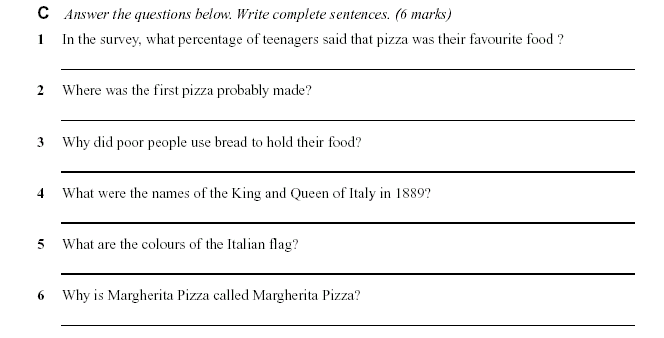 C Answer the questions below. Write complete sentences. (6 marks)
1 In the survey, what percentage of teenagers said that pizza was their favourite food ?
2 Where was the first pizza probably made?
3 Why did poor people use bread to hold their food?
4 What were the names of the King and Queen of Italy in 1889?
5 What are the colours of the Italian flag?
6 Why is Margherita Pizza called Margherita Pizza?